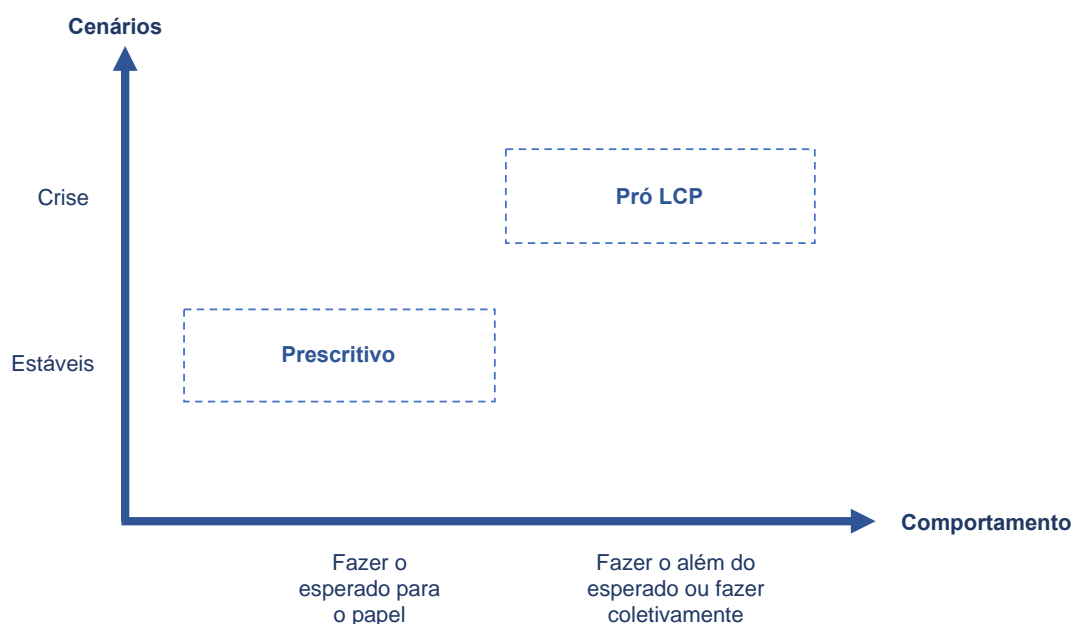 Cenários
Crise
Pró LCP
Estáveis
Prescritivo
Comportamento
Fazer o
esperado para
o papel
Fazer o além do
esperado ou fazer
coletivamente